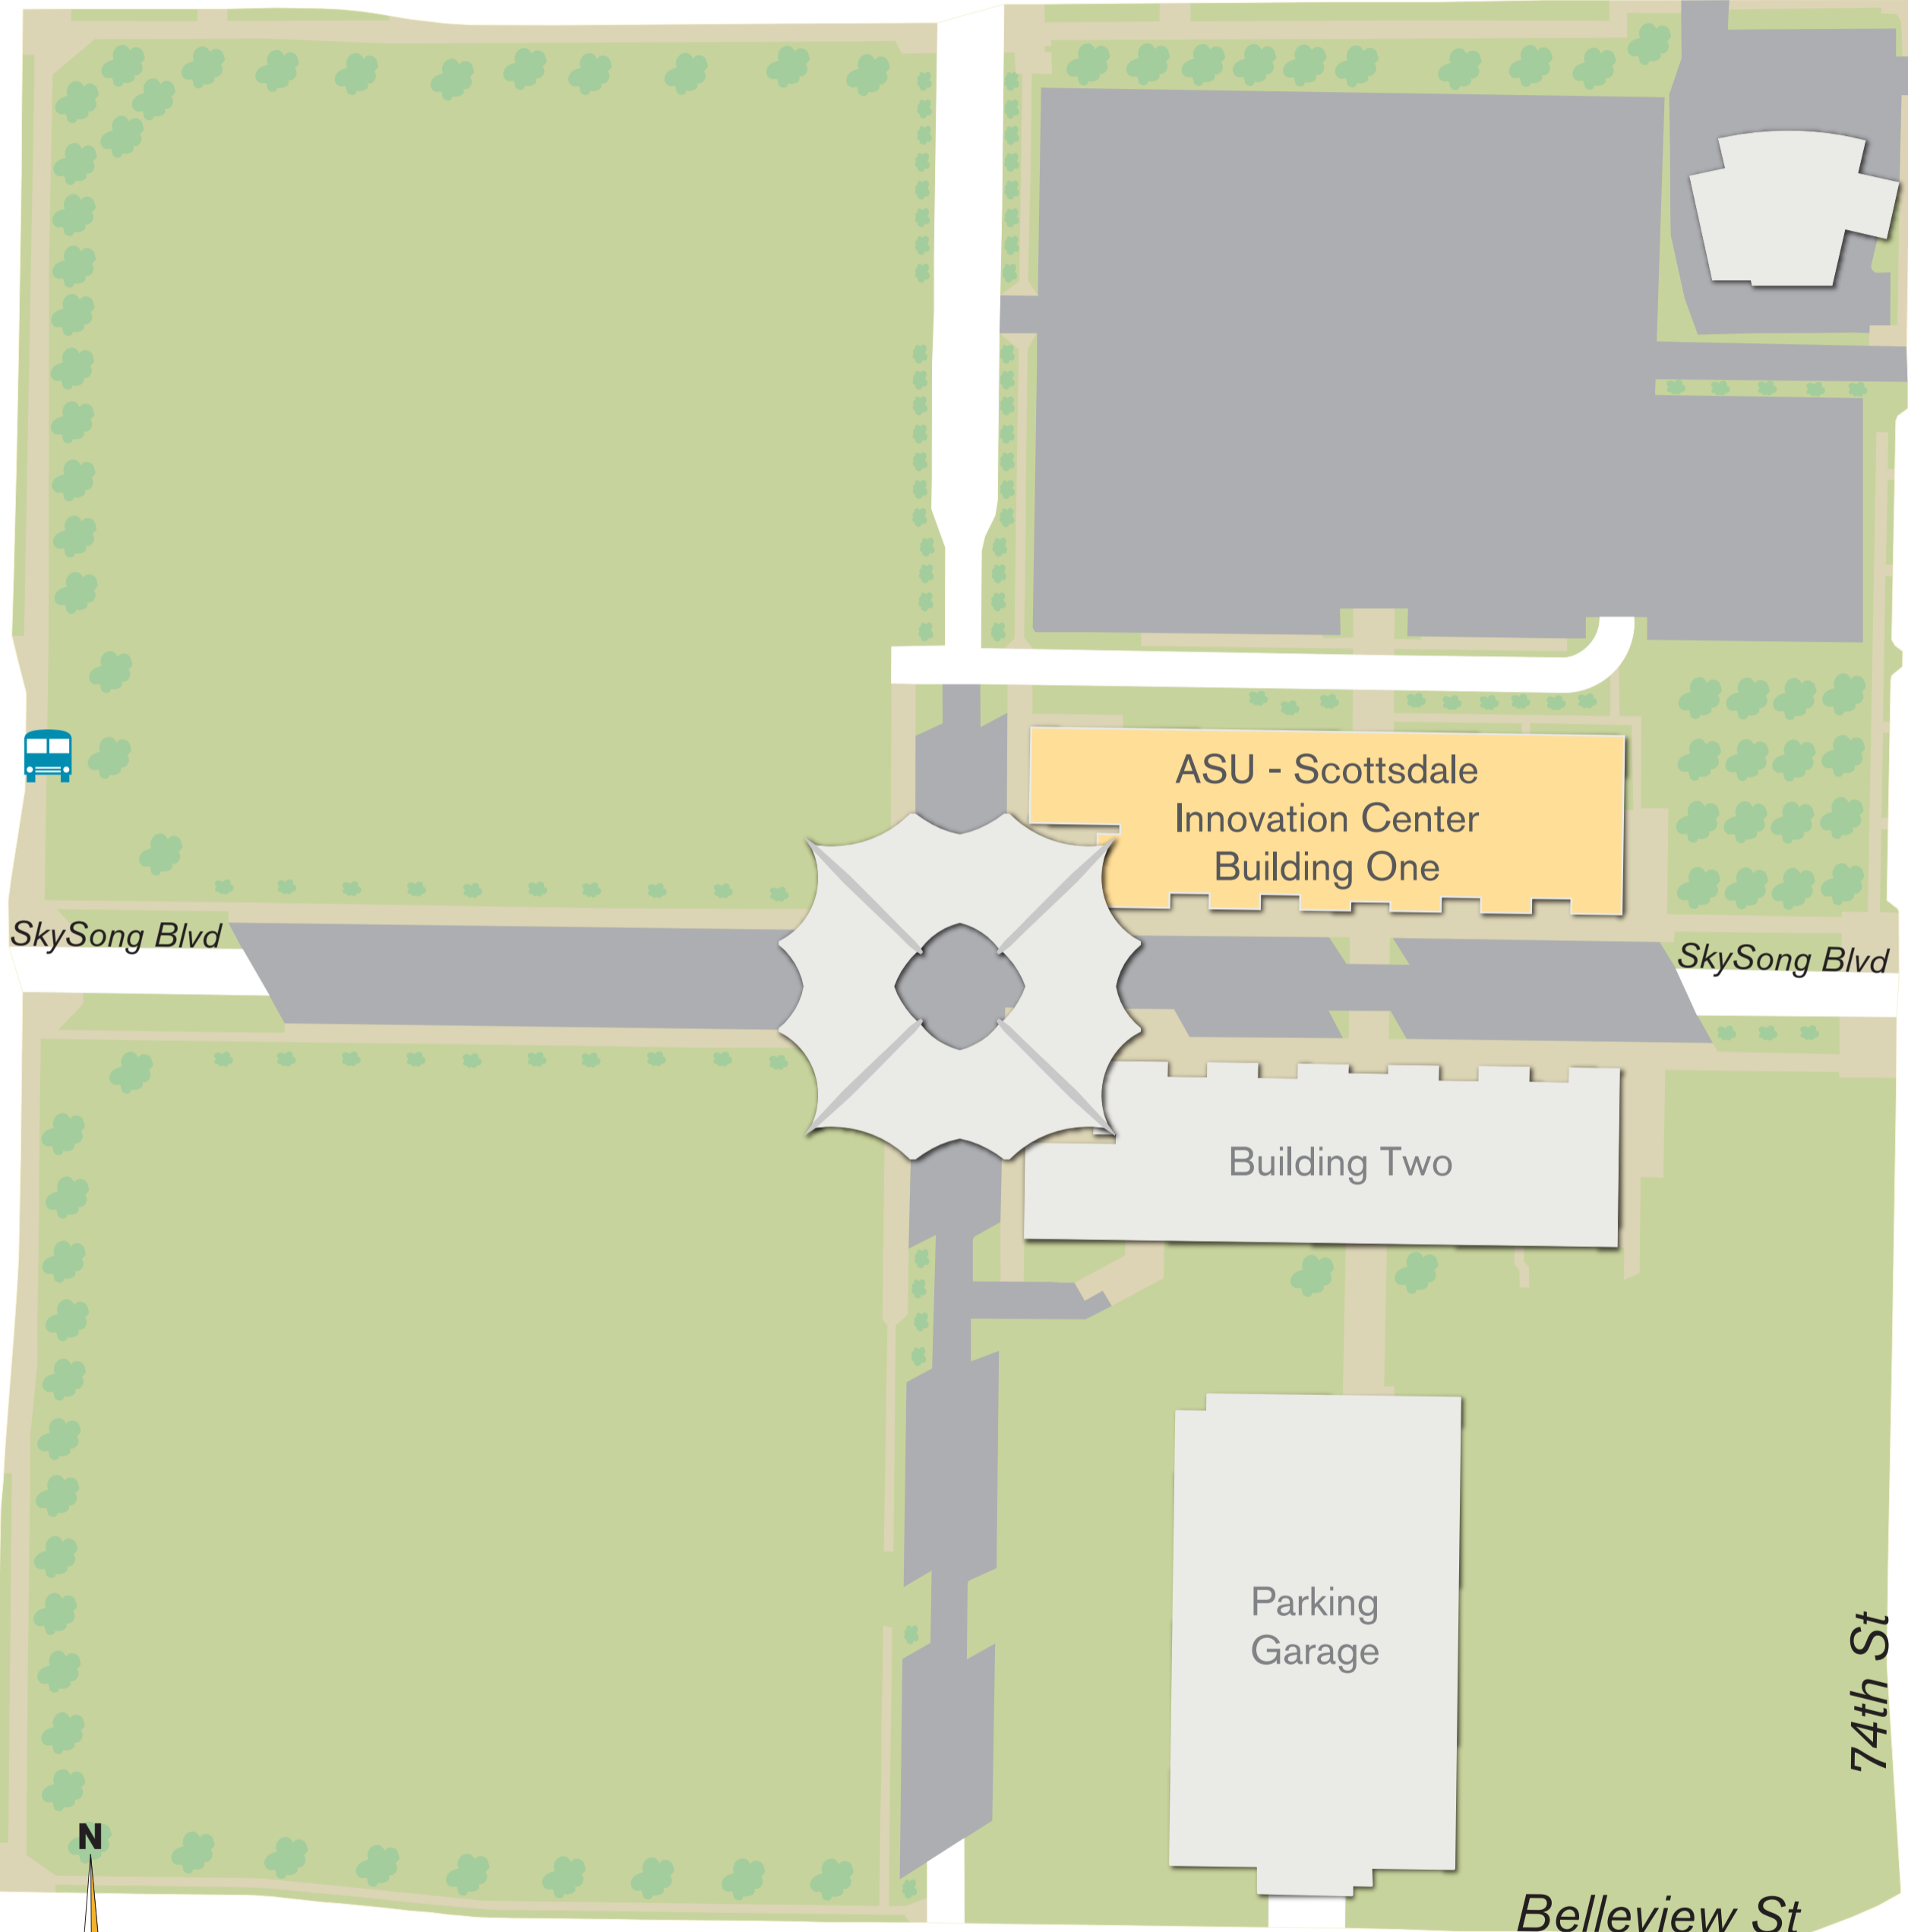 ASU - Scottsdale
Innovation Center
Building One
SkySong Blvd
SkySong Blvd
Building Two
Parking
Garage
74th St
N
Belleview St